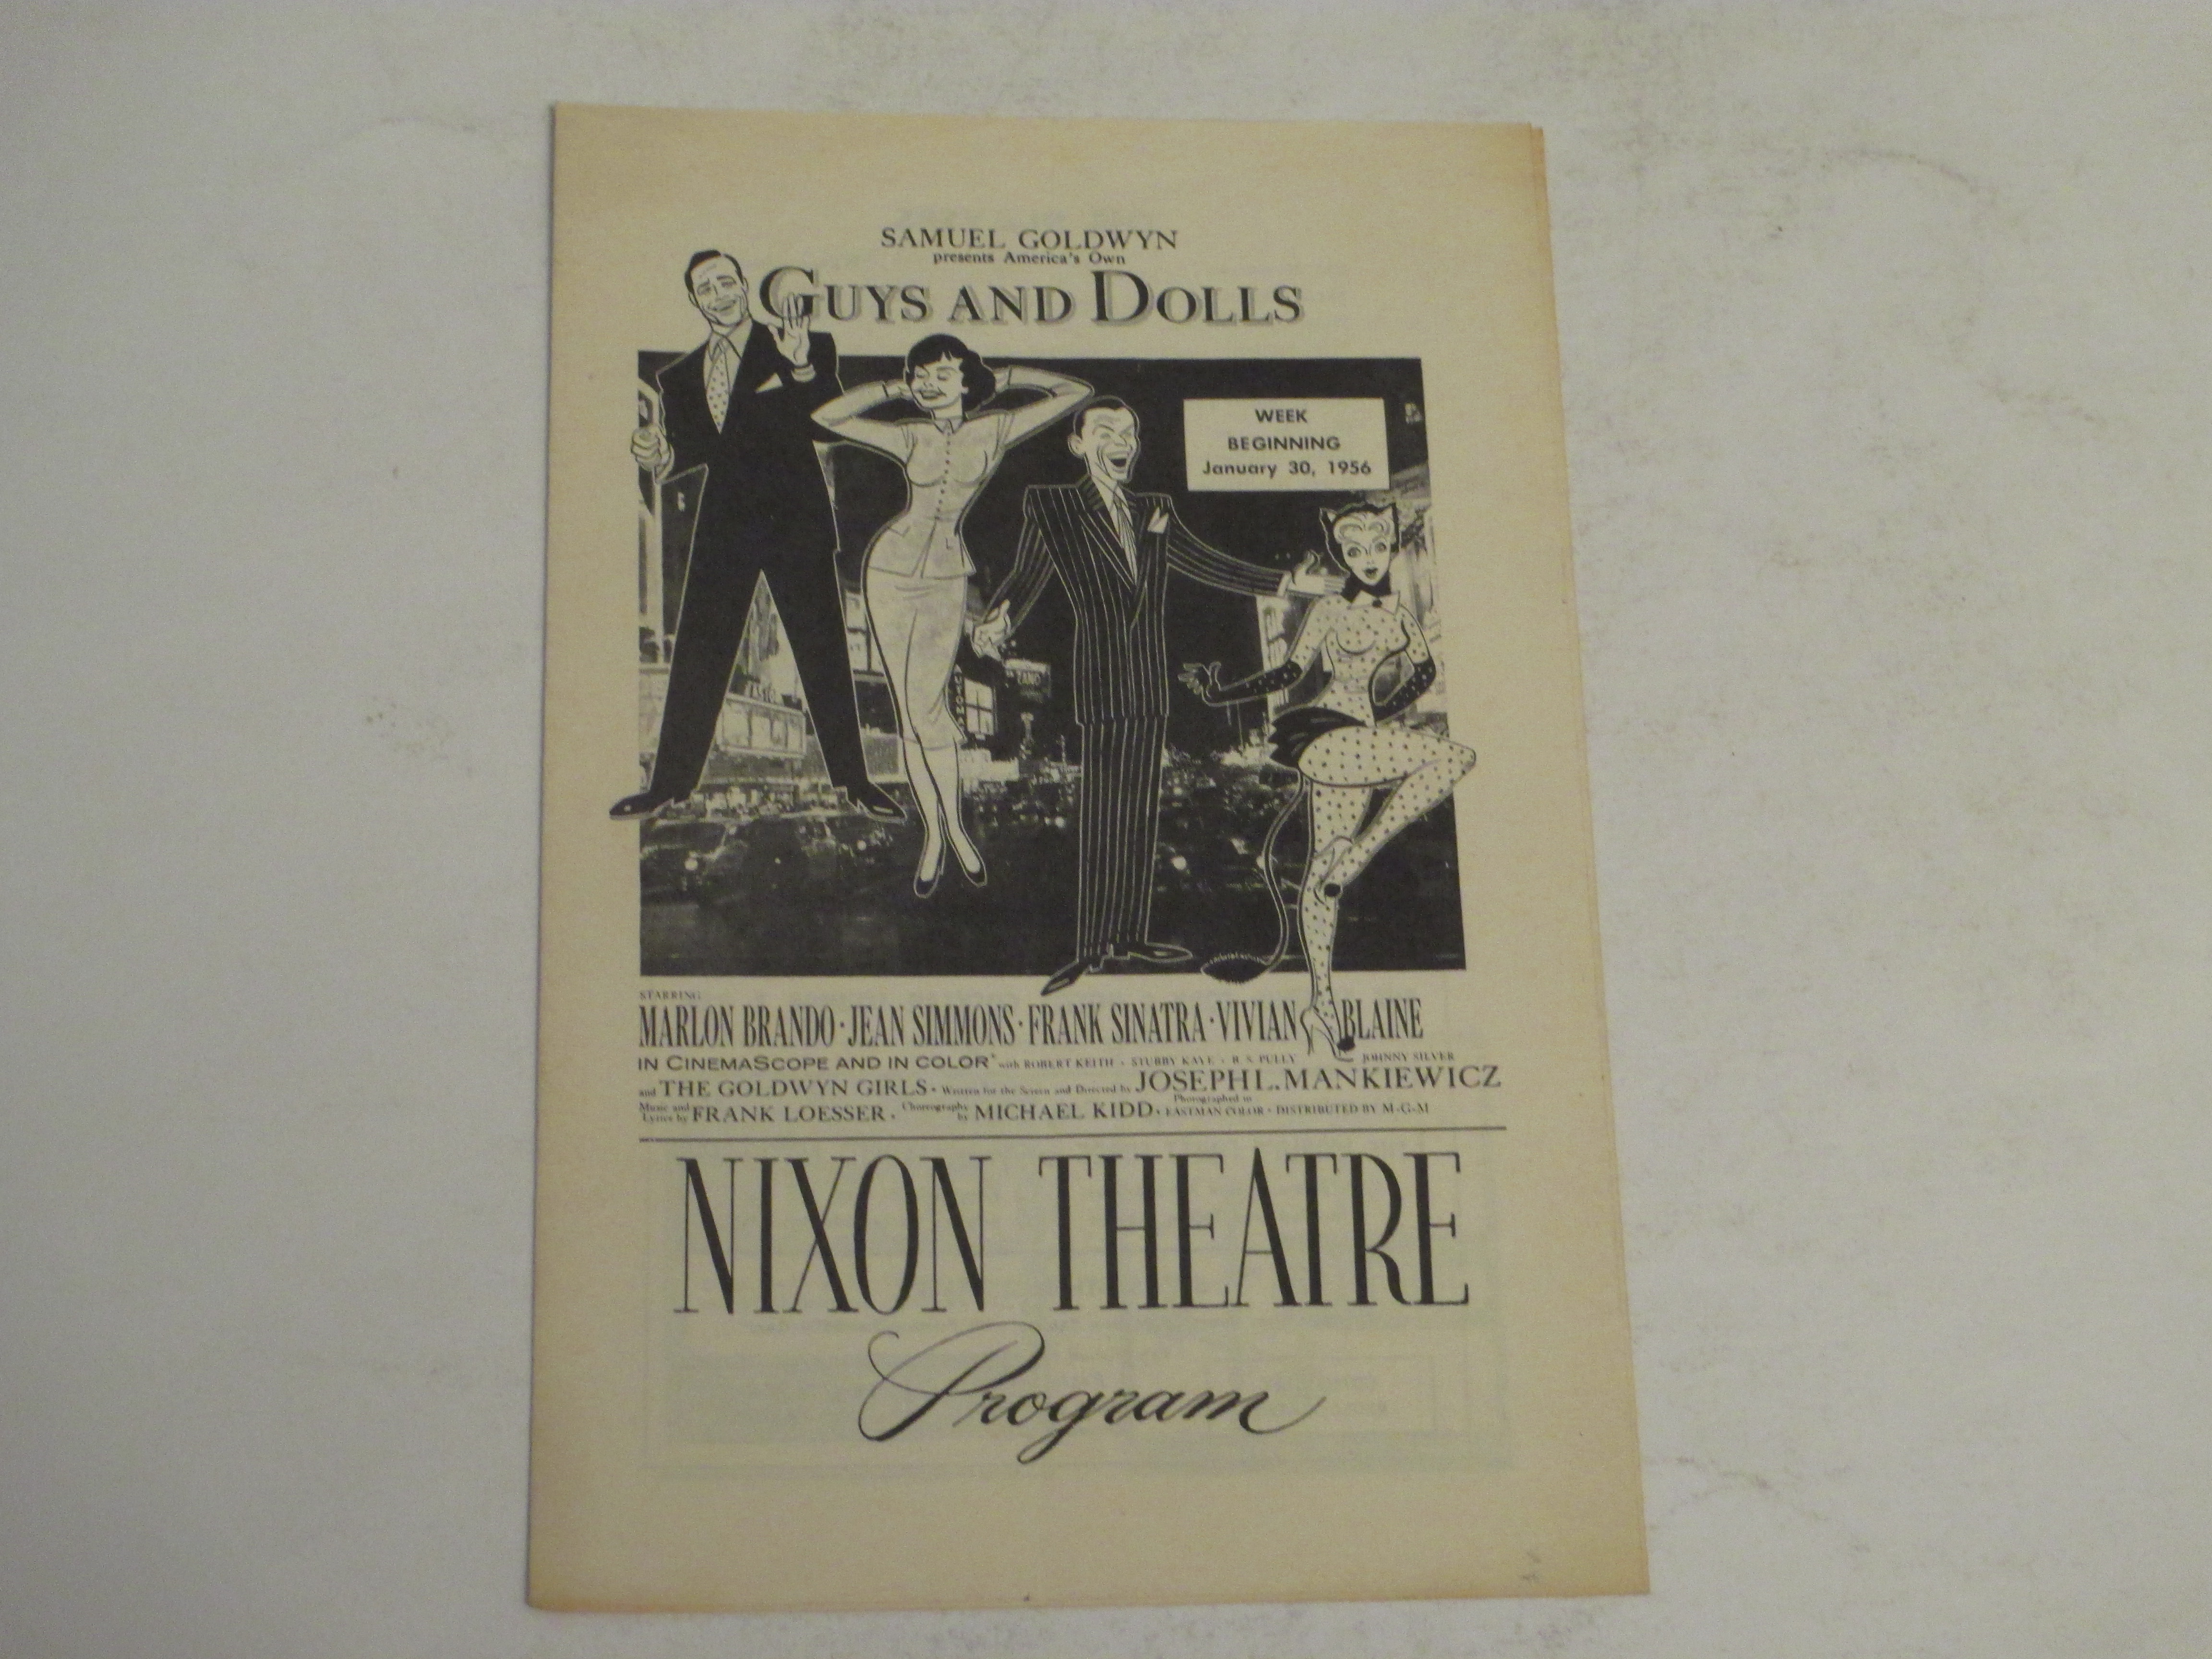 SAMUEL GOLDWYN
presents America's Own
GUYS AND DOLLS
WEEK
BEGINNING
January 30, 1956
STARRING
MARLON BRANDO · JEAN SIMMONS · FRANK SINATRA · VIVIAN BLAINE
IN CINEMASCOPE AND IN COLOR with ROBERT KEITH · STUBBY KAYE · B. S. PULLY JOHNNY SILVER
and THE GOLDWYN GIRLS · Written for the Screen and Directed by JOSEPH L. MANKIEWICZ
Music and Lyrics by FRANK LOESSER · Choreography by MICHAEL KIDD · Photographed in EASTMAN COLOR · DISTRIBUTED BY M-G-M
NIXON THEATRE
Program